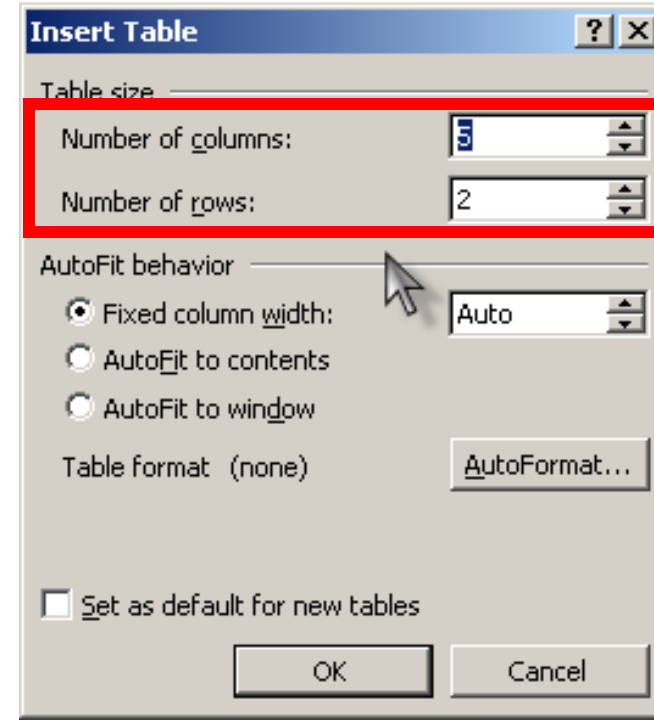 Insert Table
Table size
Number of columns: 5
Number of rows: 2
AutoFit behavior
Fixed column width: Auto
AutoFit to contents
AutoFit to window
Table format (none) AutoFormat...
Set as default for new tables
OK Cancel